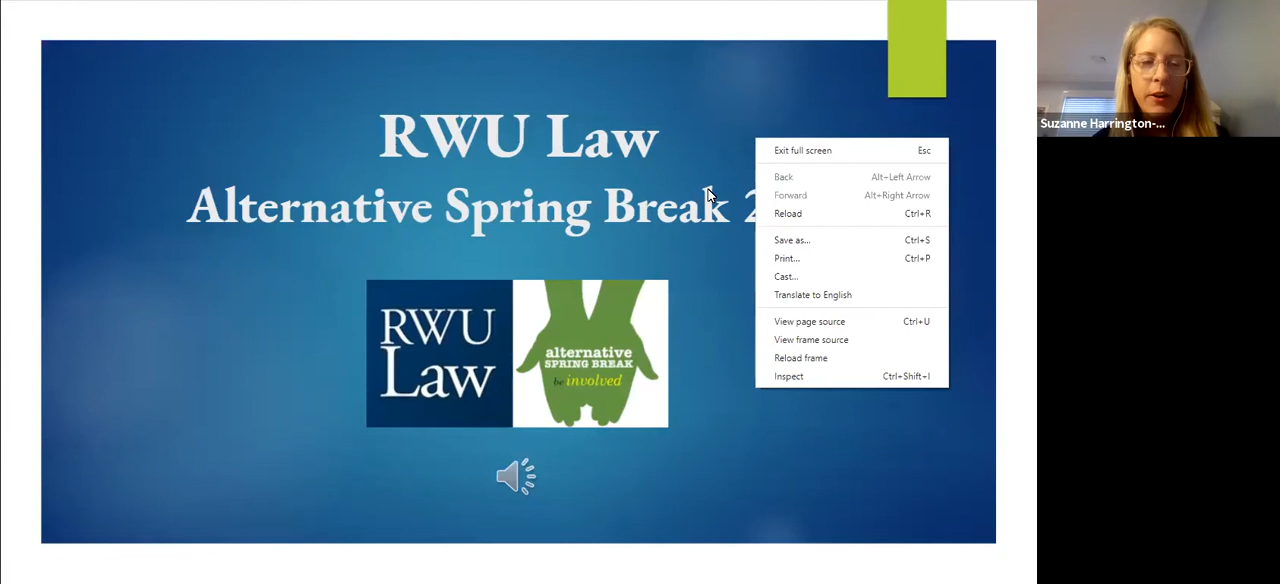 RWU Law
Alternative Spring Break 2
RWU
Law
alternative
SPRING BREAK
be involved
Exit full screen Esc
Back Alt+Left Arrow
Forward Alt+Right Arrow
Reload Ctrl+R
Save as... Ctrl+S
Print... Ctrl+P
Cast...
Translate to English
View page source Ctrl+U
View frame source
Reload frame
Inspect Ctrl+Shift+I
Suzanne Harrington-...